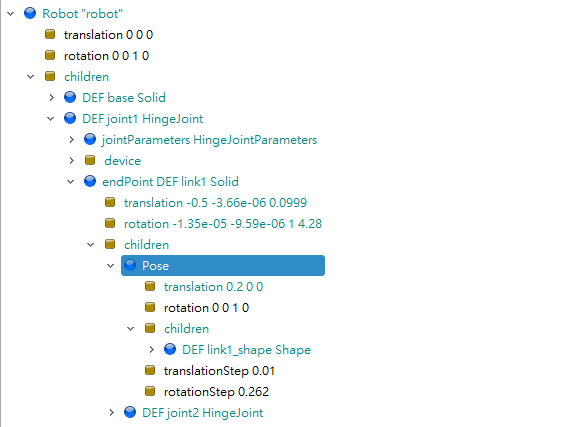 Robot "robot"
translation 0 0 0
rotation 0 0 1 0
children
DEF base Solid
DEF joint1 HingeJoint
jointParameters HingeJointParameters
device
endPoint DEF link1 Solid
translation -0.5 -3.66e-06 0.0999
rotation -1.35e-05 -9.59e-06 1 4.28
children
Pose
translation 0.2 0 0
rotation 0 0 1 0
children
DEF link1_shape Shape
translationStep 0.01
rotationStep 0.262
DEF joint2 HingeJoint